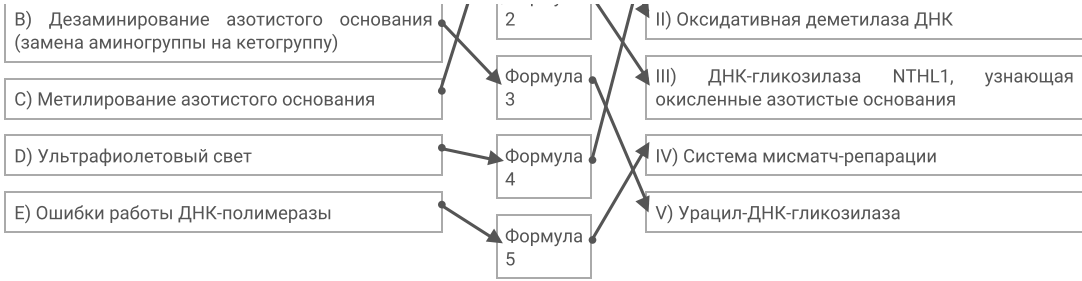 B) Дезаминирование азотистого основания
(замена аминогруппы на кетогруппу)
C) Метилирование азотистого основания
D) Ультрафиолетовый свет
E) Ошибки работы ДНК-полимеразы
2
Формула
3
Формула
4
Формула
5
II) Оксидативная деметилаза ДНК
III) ДНК-гликозилаза NTHL1, узнающая
окисленные азотистые основания
IV) Система мисматч-репарации
V) Урацил-ДНК-гликозилаза